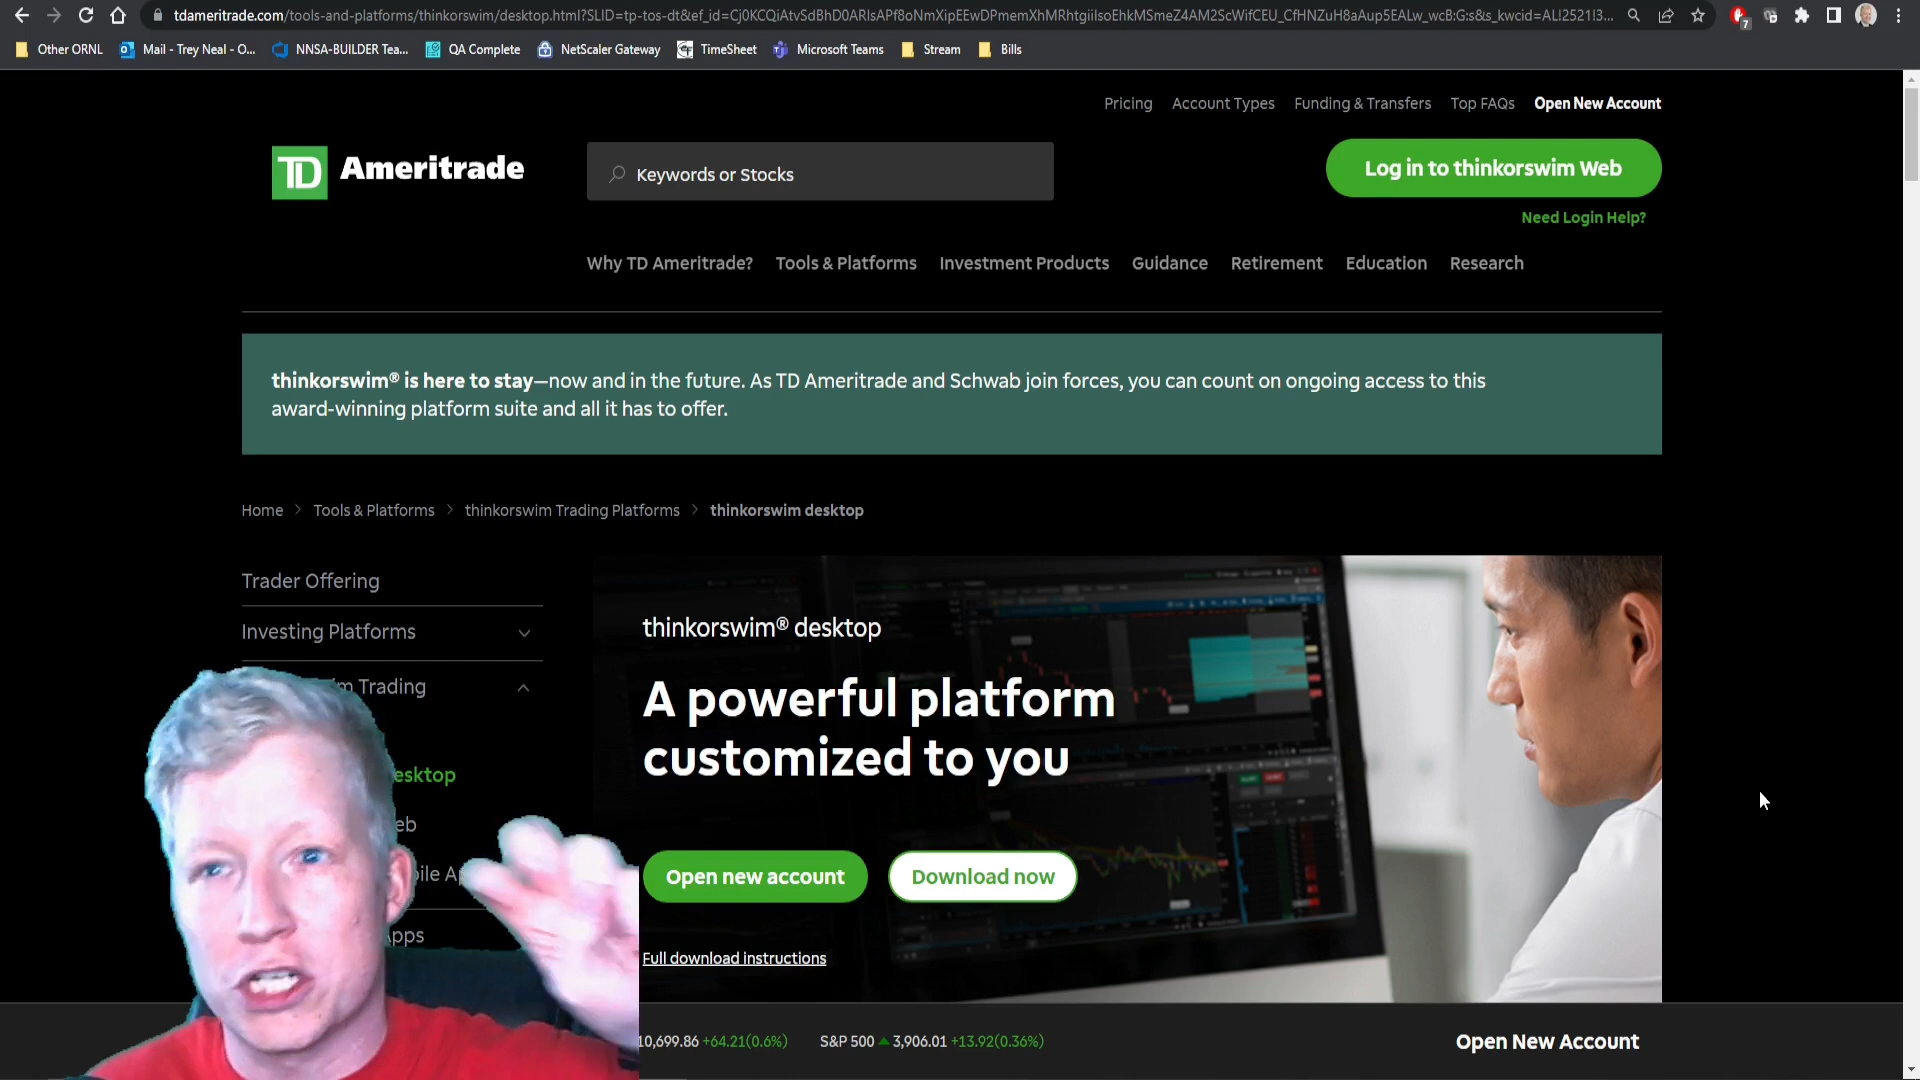 tdameritrade.com/tools-and-platforms/thinkorswim/desktop.html?SLID=tp-tos-dt&ef_id=Cj0KCQiAtvSdBhD0ARIsAPf8oNmXipEEwDPmemXhMRhtgiiIsoEhkMSmeZ4AM2ScWifCEU_CfHNZuH8aAup5EALw_wcB:G:s&s_kwcid=AL!2521!3...
7
Other ORNL Mail - Trey Neal - O... NNSA-BUILDER Tea... QA Complete NetScaler Gateway TimeSheet Microsoft Teams Stream Bills
Pricing Account Types Funding & Transfers Top FAQs Open New Account
TD Ameritrade
Keywords or Stocks
Log in to thinkorswim Web
Need Login Help?
Why TD Ameritrade? Tools & Platforms Investment Products Guidance Retirement Education Research
thinkorswim® is here to stay—now and in the future. As TD Ameritrade and Schwab join forces, you can count on ongoing access to this
award-winning platform suite and all it has to offer.
Home > Tools & Platforms > thinkorswim Trading Platforms > thinkorswim desktop
Trader Offering
Investing Platforms
m Trading
esktop
eb
ile A
pps
thinkorswim® desktop
A powerful platform
customized to you
Open new account Download now
Full download instructions
10,699.86 +64.21(0.6%) S&P 500 3,906.01 +13.92(0.36%)
Open New Account